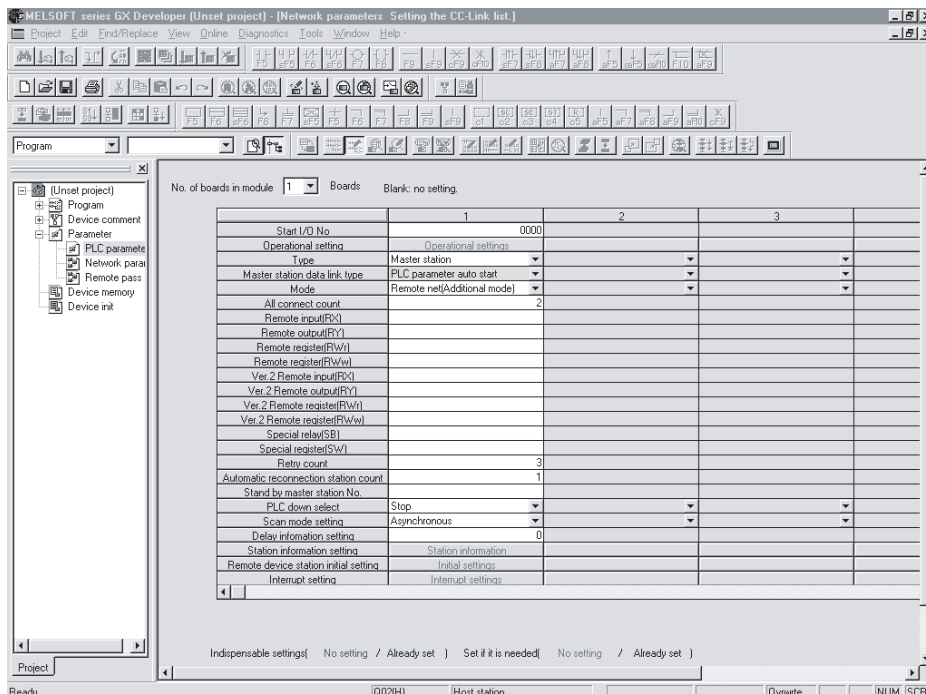 MELSOFT series GX Developer (Unset project) - [Network parameters Setting the CC-Link list.]
Project Edit Find/Replace View Online Diagnostics Tools Window Help
Program
No. of boards in module 1 Boards Blank: no setting.
(Unset project)
Program
Device comment
Parameter
PLC paramete
Network para
Remote pass
Device memory
Device init
1 2 3
Start I/O No 0000
Operational setting Operational settings
Type Master station
Master station data link type PLC parameter auto start
Mode Remote net(Additional mode)
All connect count 2
Remote input(RX)
Remote output(RY)
Remote register(RWr)
Remote register(RWw)
Ver.2 Remote input(RX)
Ver.2 Remote output(RY)
Ver.2 Remote register(RWr)
Ver.2 Remote register(RWw)
Special relay(SB)
Special register(SW)
Retry count 3
Automatic reconnection station count 1
Stand by master station No.
PLC down select Stop
Scan mode setting Asynchronous
Delay infomation setting 0
Station information setting Station information
Remote device station initial setting Initial settings
Interrupt setting Interrupt settings
Indispensable settings( No setting / Already set ) Set if it is needed( No setting / Already set )
Project
Ready Q02(H) Host station Ovrwrte NUM SCR